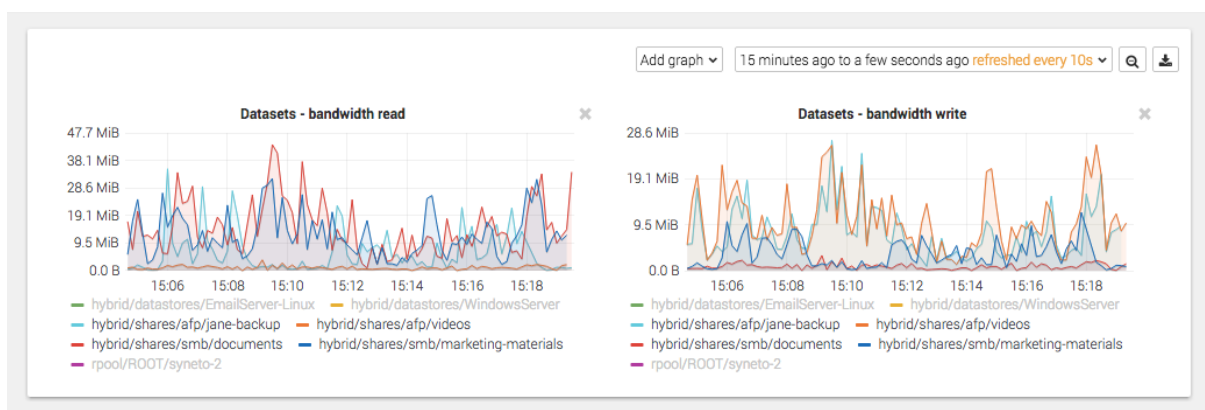 Add graph 15 minutes ago to a few seconds ago refreshed every 10s
Datasets - bandwidth read
47.7 MiB
38.1 MiB
28.6 MiB
19.1 MiB
9.5 MiB
0.0 B
15:06 15:08 15:10 15:12 15:14 15:16 15:18
hybrid/datastores/EmailServer-Linux hybrid/datastores/WindowsServer
hybrid/shares/afp/jane-backup hybrid/shares/afp/videos
hybrid/shares/smb/documents hybrid/shares/smb/marketing-materials
rpool/ROOT/syneto-2
Datasets - bandwidth write
28.6 MiB
19.1 MiB
9.5 MiB
0.0 B
15:06 15:08 15:10 15:12 15:14 15:16 15:18
hybrid/datastores/EmailServer-Linux hybrid/datastores/WindowsServer
hybrid/shares/afp/jane-backup hybrid/shares/afp/videos
hybrid/shares/smb/documents hybrid/shares/smb/marketing-materials
rpool/ROOT/syneto-2